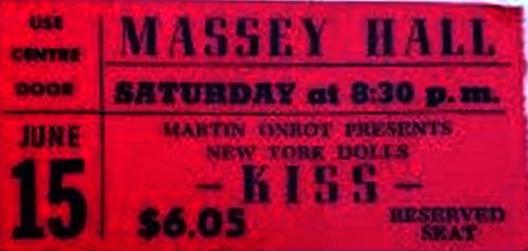 USE
CENTRE
DOOR
MASSEY HALL
SATURDAY at 8:30 p.m.
JUNE
15
MARTIN ONROT PRESENTS
NEW YORK DOLLS
- KISS -
$6.05
RESERVED
SEAT